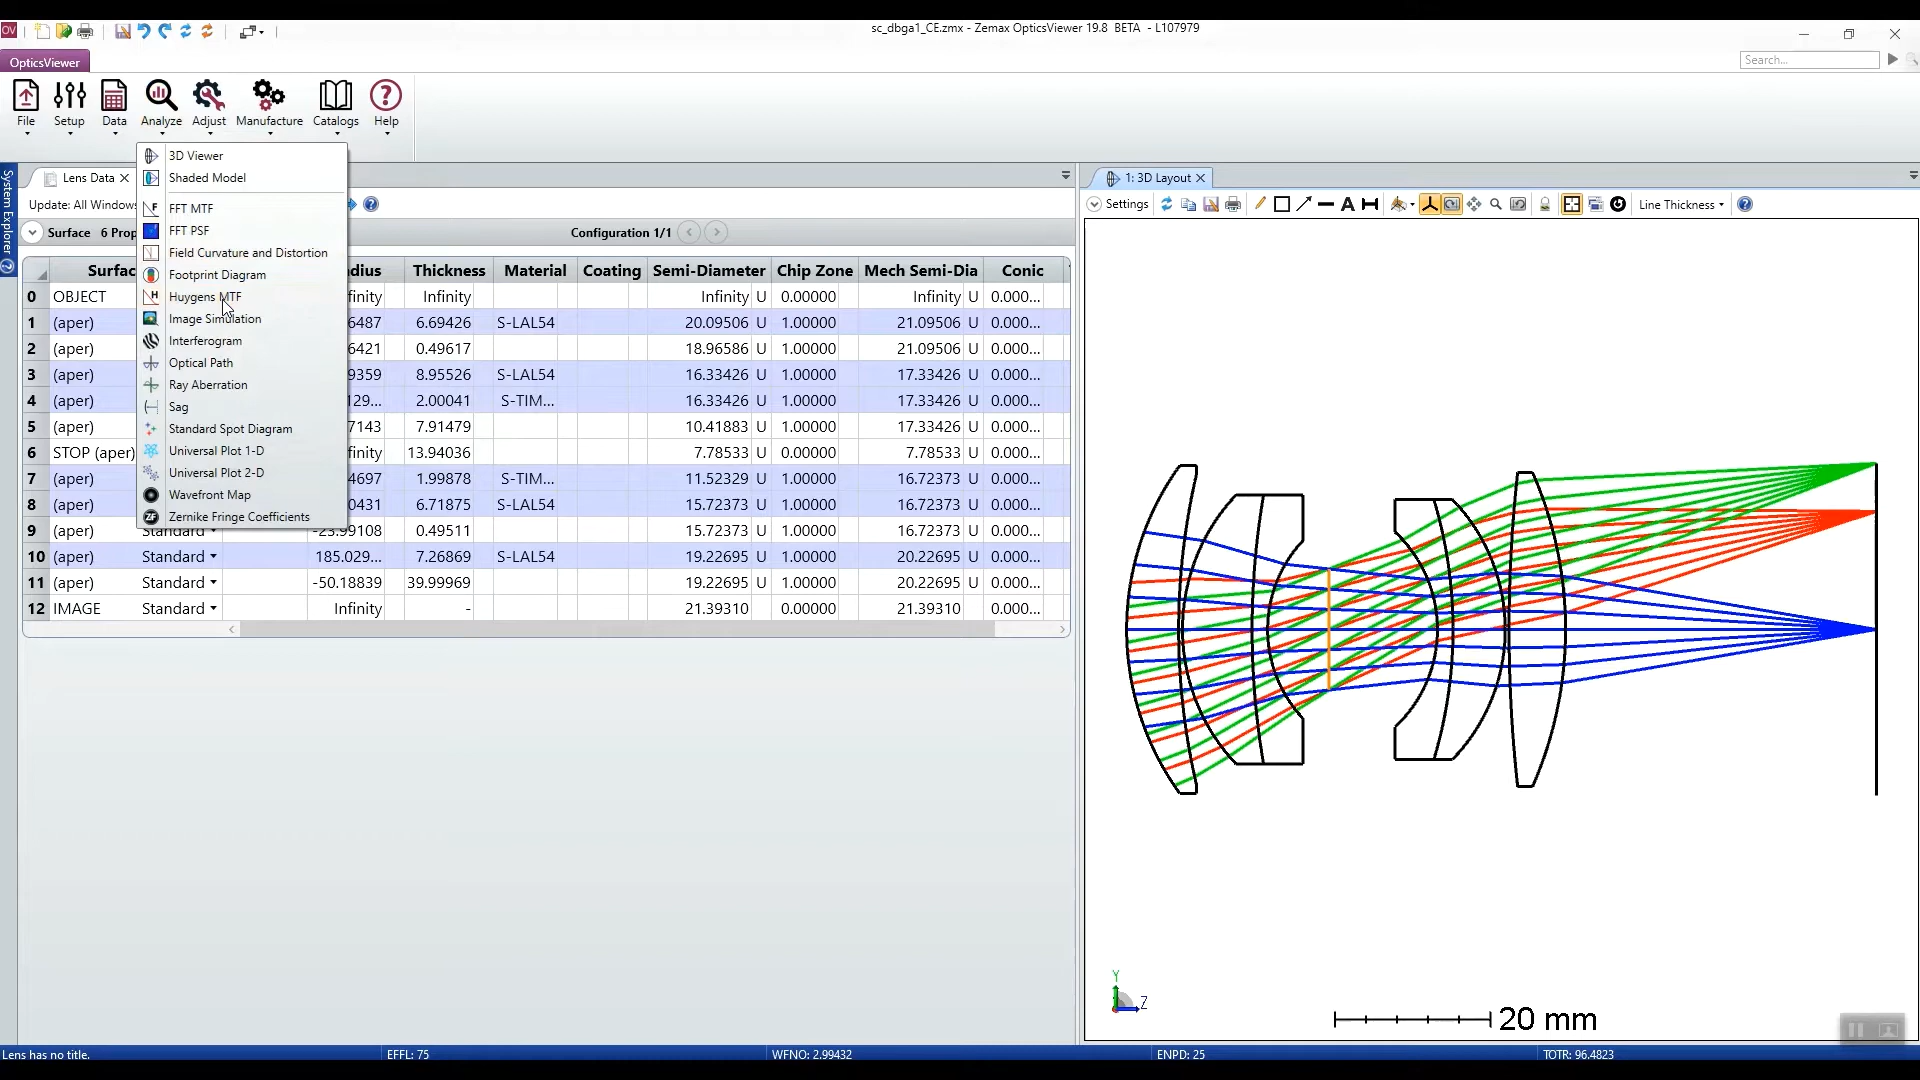 OV
sc_dbga1_CE.zmx - Zemax OpticsViewer 19.8 BETA - L107979
OpticsViewer
Search...
File Setup Data Analyze Adjust Manufacture Catalogs Help
System Explorer
Lens Data
Update: All Windows
Surface 6 Prop
Configuration 1/1
3D Viewer
Shaded Model
FFT MTF
FFT PSF
Field Curvature and Distortion
Footprint Diagram
Huygens MTF
Image Simulation
Interferogram
Optical Path
Ray Aberration
Sag
Standard Spot Diagram
Universal Plot 1-D
Universal Plot 2-D
Wavefront Map
Zernike Fringe Coefficients
Surfac dius Thickness Material Coating Semi-Diameter Chip Zone Mech Semi-Dia Conic
0 OBJECT finity Infinity Infinity U 0.00000 Infinity U 0.000...
1 (aper) 6487 6.69426 S-LAL54 20.09506 U 1.00000 21.09506 U 0.000...
2 (aper) 6421 0.49617 18.96586 U 1.00000 21.09506 U 0.000...
3 (aper) 9359 8.95526 S-LAL54 16.33426 U 1.00000 17.33426 U 0.000...
4 (aper) 129... 2.00041 S-TIM... 16.33426 U 1.00000 17.33426 U 0.000...
5 (aper) 7143 7.91479 10.41883 U 1.00000 17.33426 U 0.000...
6 STOP (aper) finity 13.94036 7.78533 U 0.00000 7.78533 U 0.000...
7 (aper) 4697 1.99878 S-TIM... 11.52329 U 1.00000 16.72373 U 0.000...
8 (aper) 0431 6.71875 S-LAL54 15.72373 U 1.00000 16.72373 U 0.000...
9 (aper) Standard -23.99108 0.49511 15.72373 U 1.00000 16.72373 U 0.000...
10 (aper) Standard 185.029... 7.26869 S-LAL54 19.22695 U 1.00000 20.22695 U 0.000...
11 (aper) Standard -50.18839 39.99969 19.22695 U 1.00000 20.22695 U 0.000...
12 IMAGE Standard Infinity - 21.39310 0.00000 21.39310 0.000...
1: 3D Layout
Settings
Line Thickness
Y
Z
20 mm
Lens has no title. EFFL: 75 WFNO: 2.99432 ENPD: 25 TOTR: 96.4823